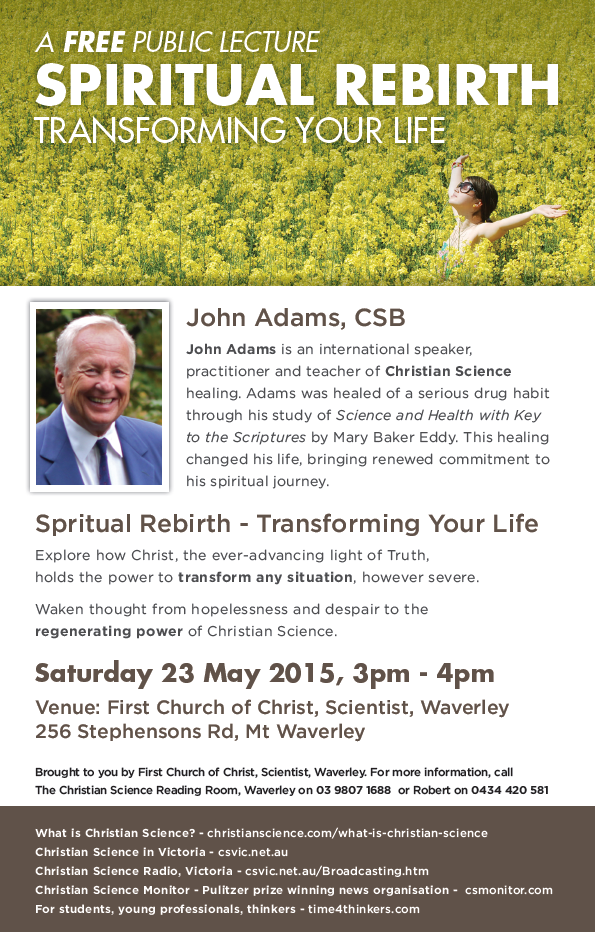 A FREE PUBLIC LECTURE
SPIRITUAL REBIRTH
TRANSFORMING YOUR LIFE
John Adams, CSB
John Adams is an international speaker,
practitioner and teacher of Christian Science
healing. Adams was healed of a serious drug habit
through his study of Science and Health with Key
to the Scriptures by Mary Baker Eddy. This healing
changed his life, bringing renewed commitment to
his spiritual journey.
Spritual Rebirth - Transforming Your Life
Explore how Christ, the ever-advancing light of Truth,
holds the power to transform any situation, however severe.
Waken thought from hopelessness and despair to the
regenerating power of Christian Science.
Saturday 23 May 2015, 3pm - 4pm
Venue: First Church of Christ, Scientist, Waverley
256 Stephensons Rd, Mt Waverley
Brought to you by First Church of Christ, Scientist, Waverley. For more information, call
The Christian Science Reading Room, Waverley on 03 9807 1688 or Robert on 0434 420 581
What is Christian Science? - christianscience.com/what-is-christian-science
Christian Science in Victoria - csvic.net.au
Christian Science Radio, Victoria - csvic.net.au/Broadcasting.htm
Christian Science Monitor - Pulitzer prize winning news organisation - csmonitor.com
For students, young professionals, thinkers - time4thinkers.com